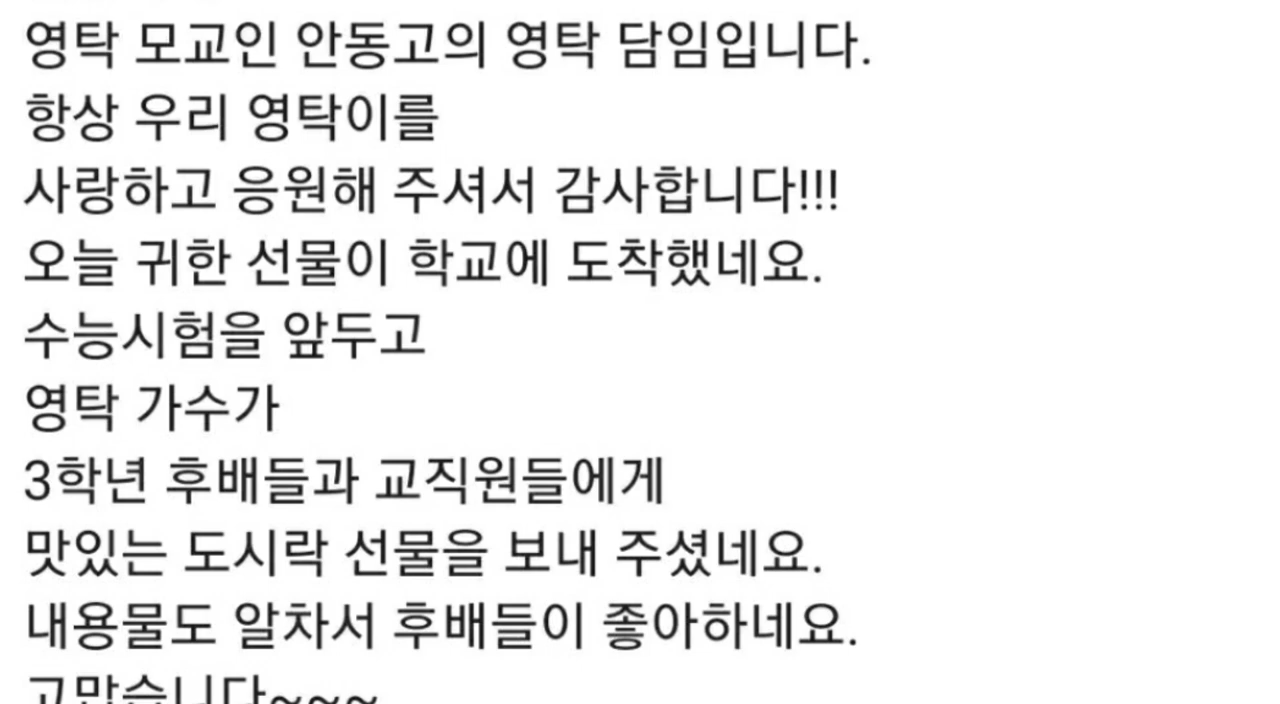 영탁 모교인 안동고의 영탁 담임입니다.
항상 우리 영탁이를
사랑하고 응원해 주셔서 감사합니다!!!
오늘 귀한 선물이 학교에 도착했네요.
수능시험을 앞두고
영탁 가수가
3학년 후배들과 교직원들에게
맛있는 도시락 선물을 보내 주셨네요.
내용물도 알차서 후배들이 좋아하네요.
고맙습니다~~~